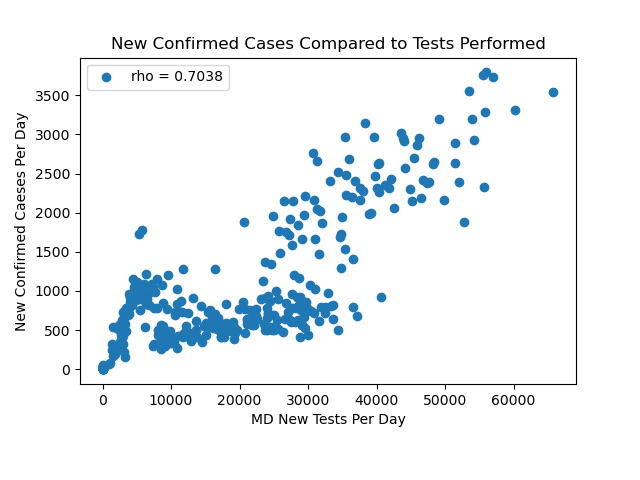 New Confirmed Cases Compared to Tests Performed
rho = 0.7038
3500
3000
2500
2000
1500
1000
500
0
New Confirmed Caeses Per Day
0 10000 20000 30000 40000 50000 60000
MD New Tests Per Day